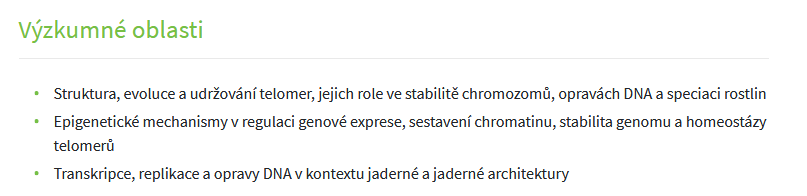 Výzkumné oblasti
• Struktura, evoluce a udržování telomer, jejich role ve stabilitě chromozomů, opravách DNA a speciaci rostlin
• Epigenetické mechanismy v regulaci genové exprese, sestavení chromatinu, stabilita genomu a homeostázy
telomerů
• Transkripce, replikace a opravy DNA v kontextu jaderné a jaderné architektury